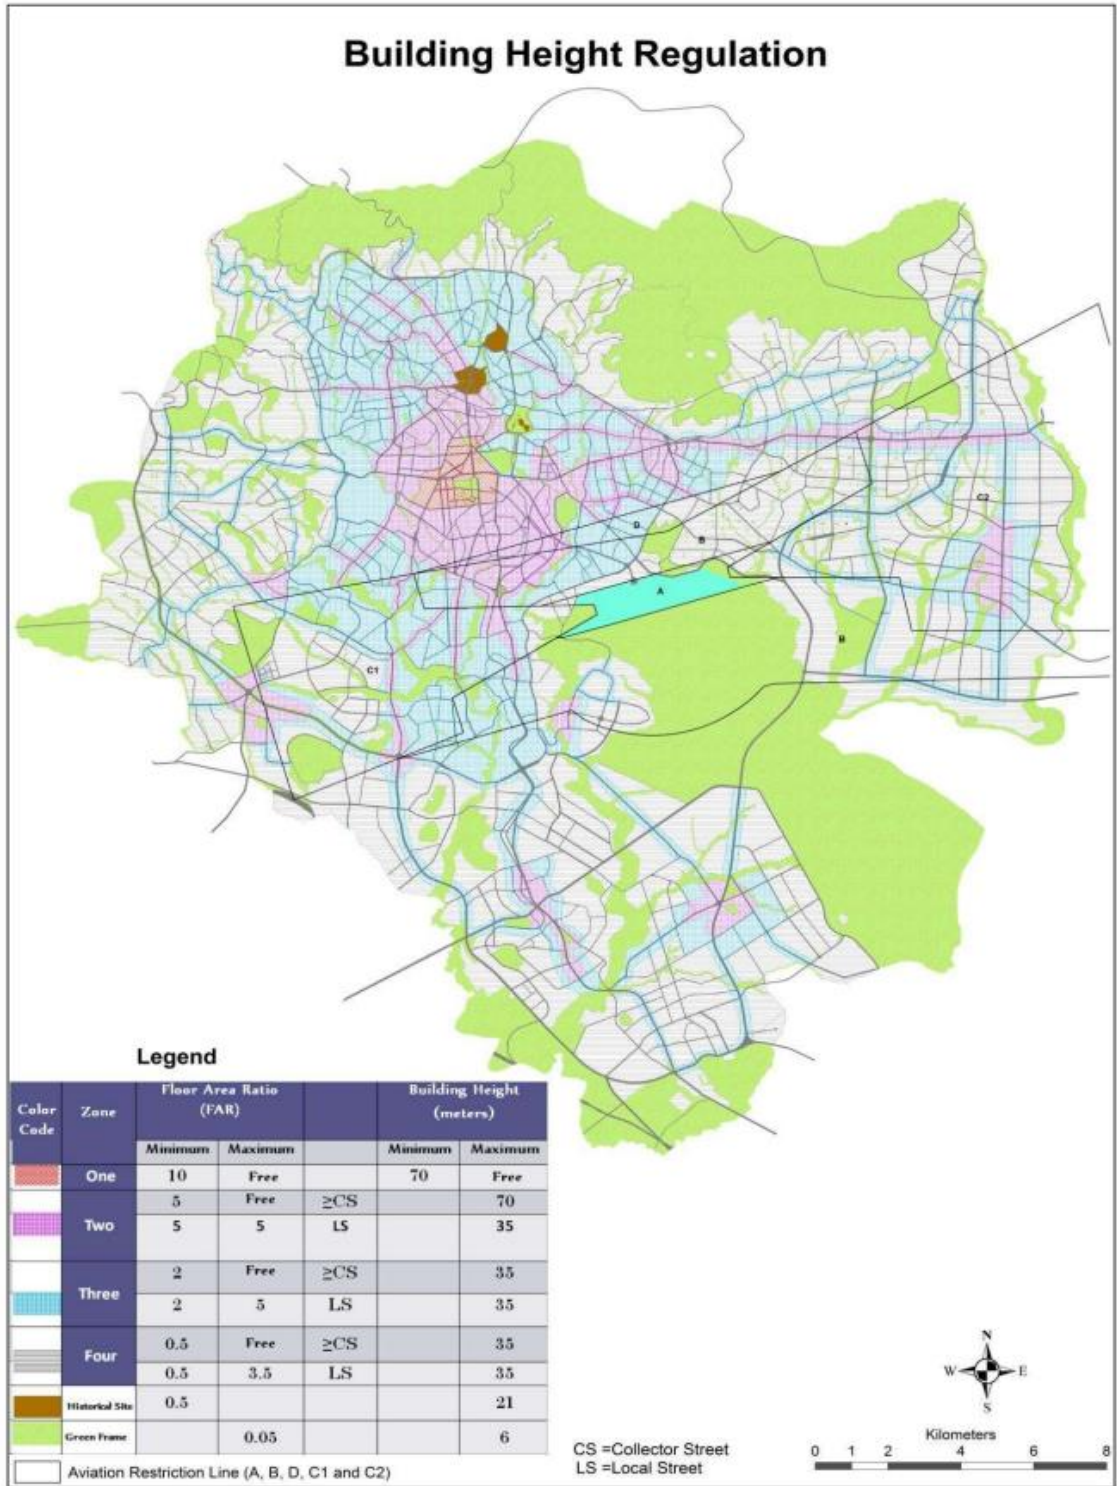 Building Height Regulation
D
B
C2
A
B
C1
Legend
Color Code Zone Floor Area Ratio (FAR) Building Height (meters)
Minimum Maximum Minimum Maximum
One 10 Free 70 Free
Two 5 Free ≥CS 70
5 5 LS 35
Three 2 Free ≥CS 35
2 5 LS 35
Four 0.5 Free ≥CS 35
0.5 3.5 LS 35
Historical Site 0.5 21
Green Frame 0.05 6
Aviation Restriction Line (A, B, D, C1 and C2)
CS =Collector Street
LS =Local Street
N
W E
S
Kilometers
0 1 2 4 6 8